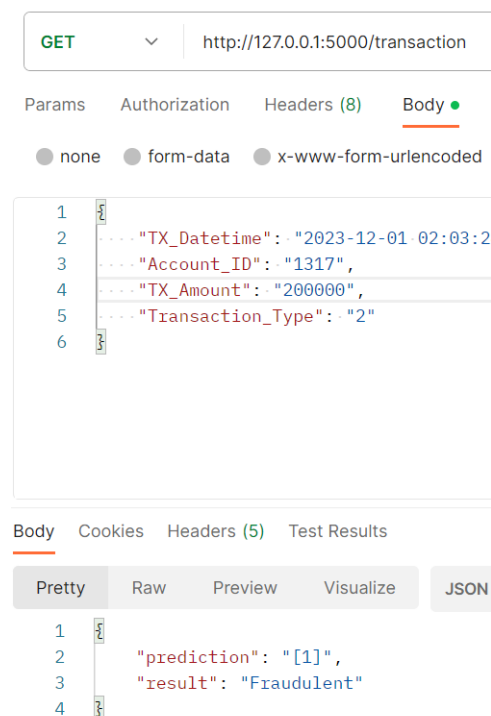 GET http://127.0.0.1:5000/transaction
Params Authorization Headers (8) Body
none form-data x-www-form-urlencoded
1 {
2 "TX_Datetime": "2023-12-01 02:03:2
3 "Account_ID": "1317",
4 "TX_Amount": "200000",
5 "Transaction_Type": "2"
6 }
Body Cookies Headers (5) Test Results
Pretty Raw Preview Visualize JSON
1 {
2 "prediction": "[1]",
3 "result": "Fraudulent"
4 }